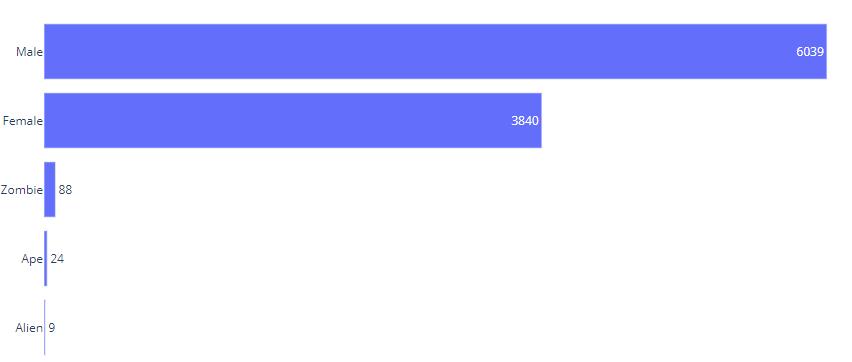 Male 6039
Female 3840
Zombie 88
Ape 24
Alien 9